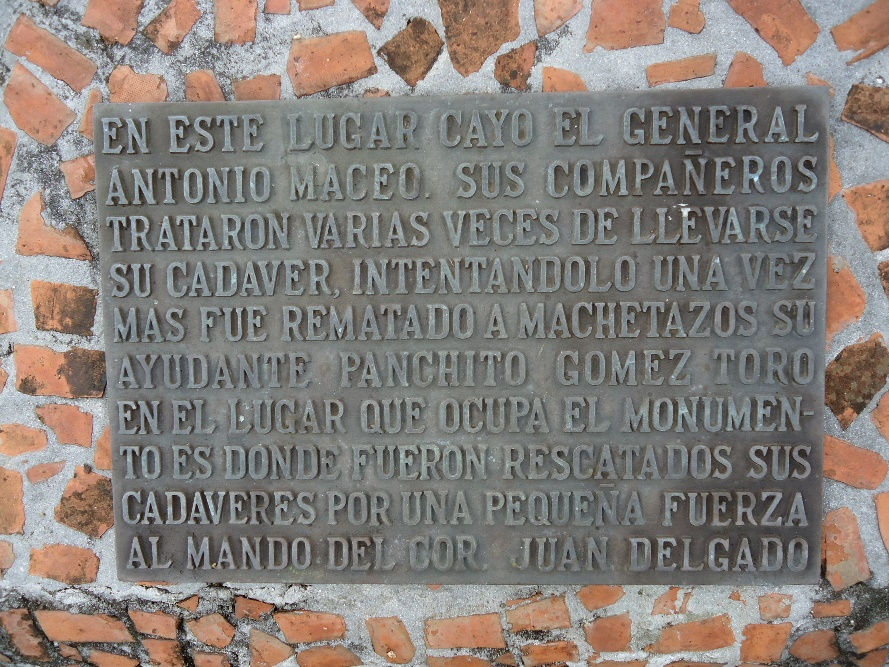 EN ESTE LUGAR CAYO EL GENERAL
ANTONIO MACEO. SUS COMPAÑEROS
TRATARON VARIAS VECES DE LLEVARSE
SU CADAVER, INTENTANDOLO UNA VEZ
MAS FUE REMATADO A MACHETAZOS SU
AYUDANTE PANCHITO GOMEZ TORO
EN EL LUGAR QUE OCUPA EL MONUMEN-
TO ES DONDE FUERON RESCATADOS SUS
CADAVERES POR UNA PEQUEÑA FUERZA
AL MANDO DEL COR JUAN DELGADO